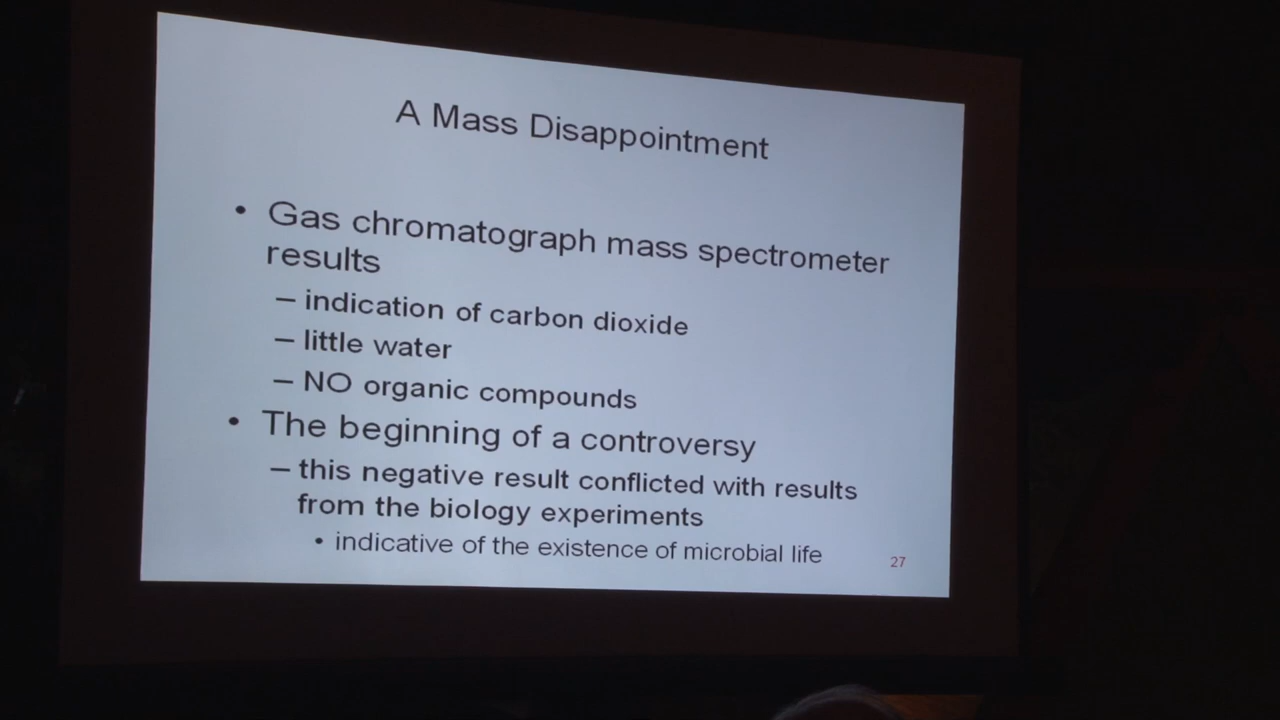 A Mass Disappointment
• Gas chromatograph mass spectrometer
results
– indication of carbon dioxide
– little water
– NO organic compounds
• The beginning of a controversy
– this negative result conflicted with results
from the biology experiments
• indicative of the existence of microbial life
27